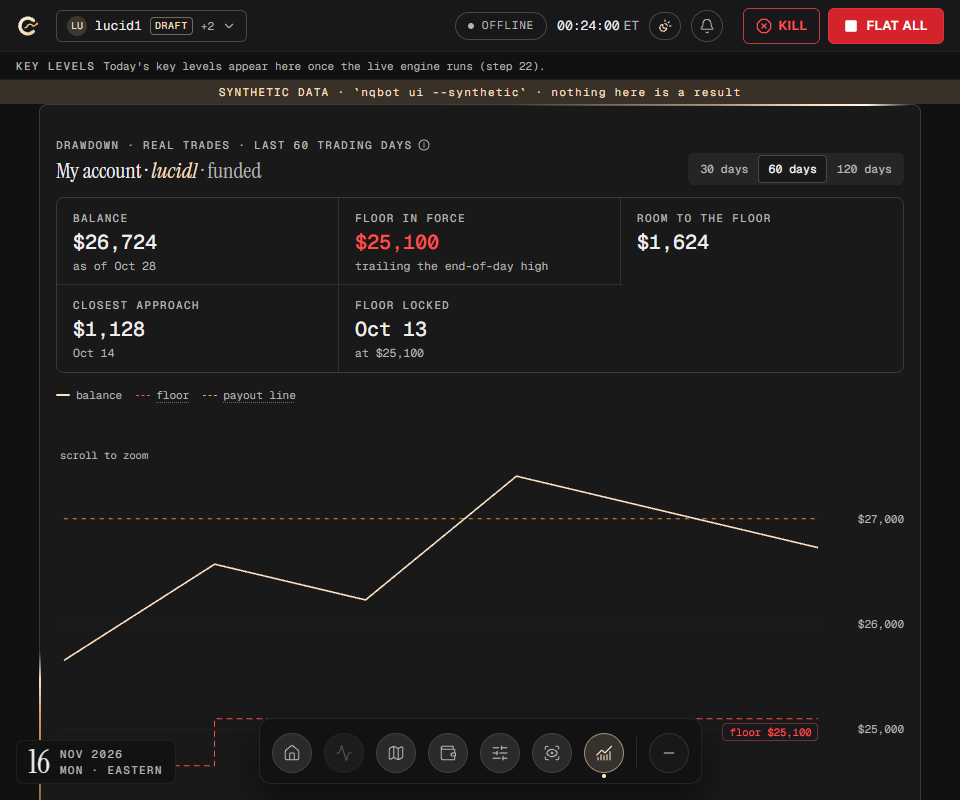 LU lucid1 DRAFT +2
OFFLINE
00:24:00 ET
KILL
FLAT ALL
KEY LEVELS Today's key levels appear here once the live engine runs (step 22).
SYNTHETIC DATA · `nqbot ui --synthetic` · nothing here is a result
DRAWDOWN · REAL TRADES · LAST 60 TRADING DAYS
My account · lucid1 · funded
30 days 60 days 120 days
BALANCE
$26,724
as of Oct 28
FLOOR IN FORCE
$25,100
trailing the end-of-day high
ROOM TO THE FLOOR
$1,624
CLOSEST APPROACH
$1,128
Oct 14
FLOOR LOCKED
Oct 13
at $25,100
balance floor payout line
scroll to zoom
$27,000
$26,000
$25,000
floor $25,100
16 NOV 2026
MON · EASTERN